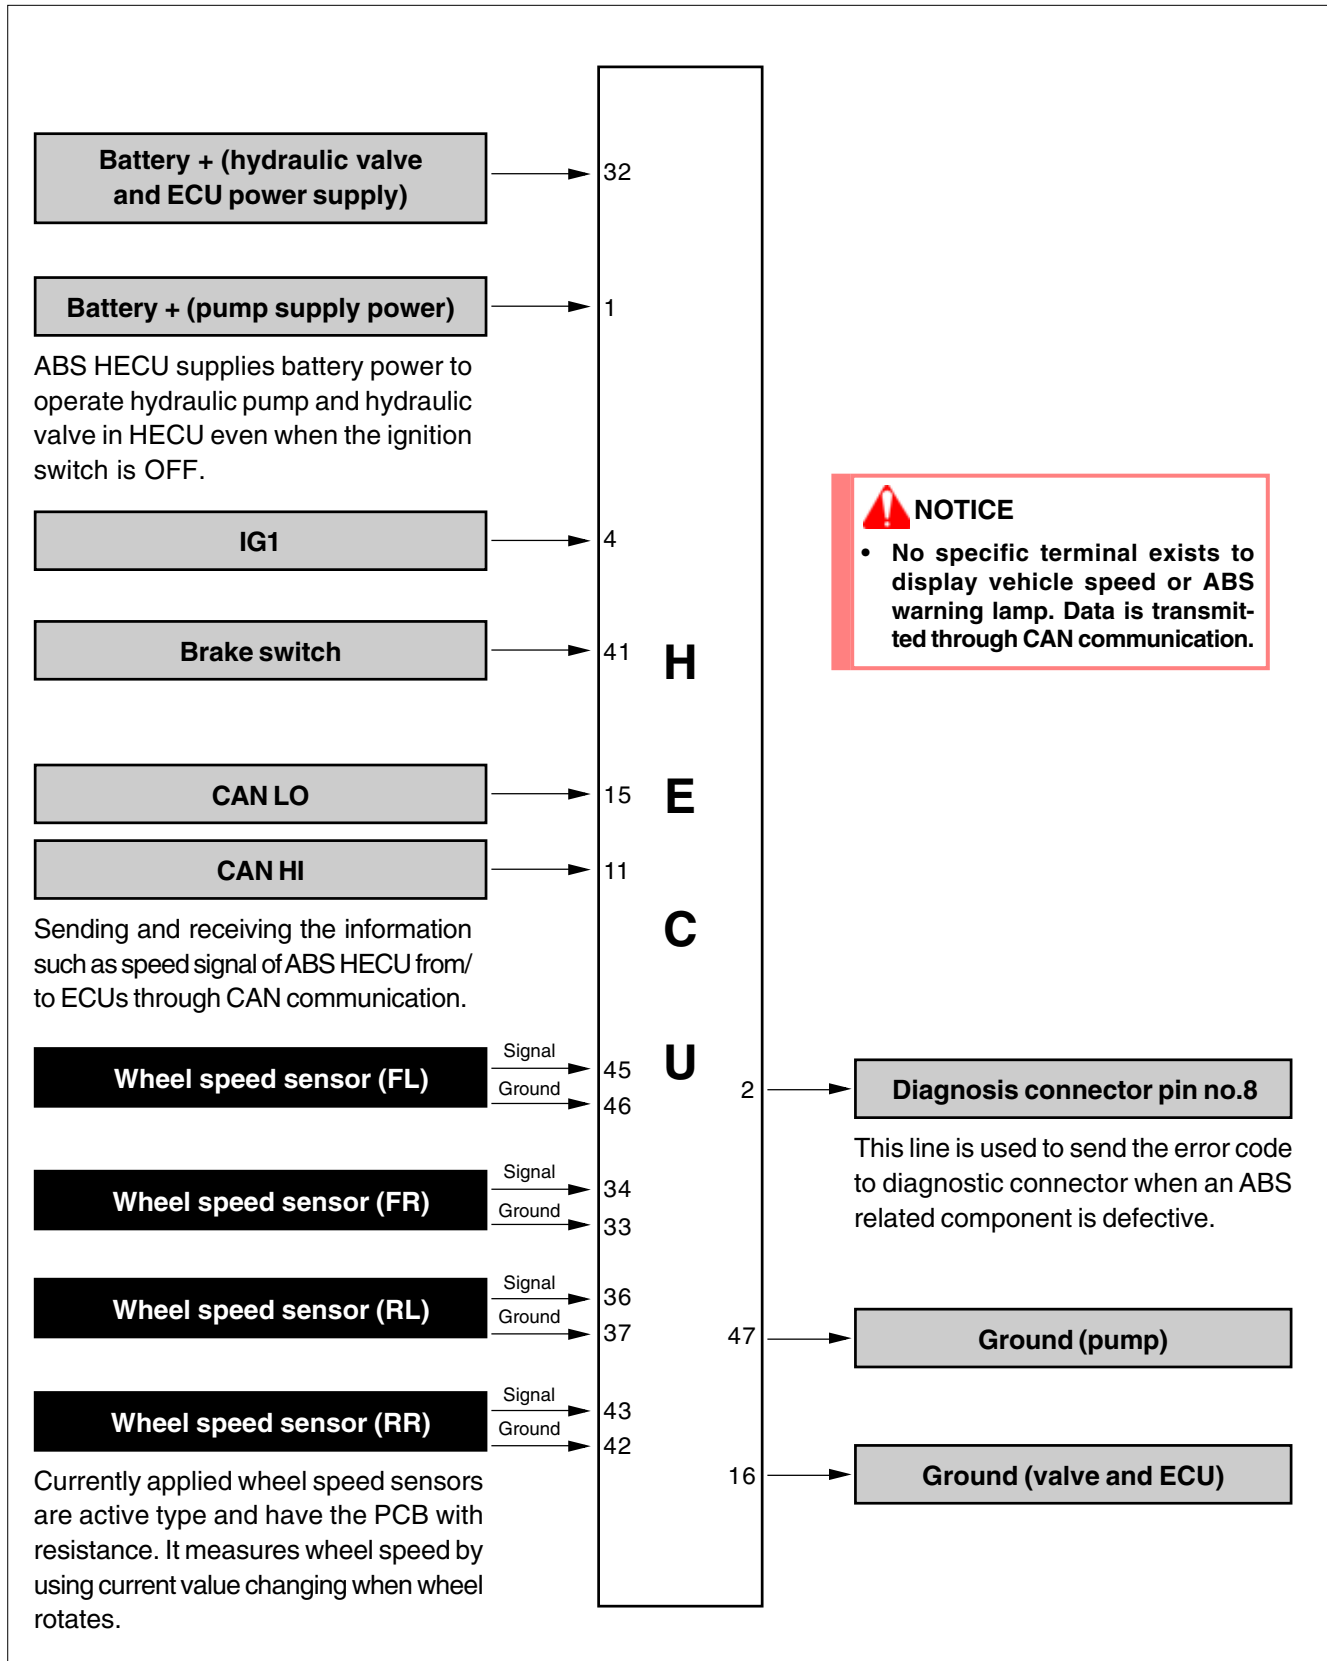 Battery + (hydraulic valve
and ECU power supply)
32
Battery + (pump supply power)
1
ABS HECU supplies battery power to
operate hydraulic pump and hydraulic
valve in HECU even when the ignition
switch is OFF.
NOTICE
• No specific terminal exists to
display vehicle speed or ABS
warning lamp. Data is transmit-
ted through CAN communication.
IG1
4
Brake switch
41
H
E
C
U
CAN LO
15
CAN HI
11
Sending and receiving the information
such as speed signal of ABS HECU from/
to ECUs through CAN communication.
Wheel speed sensor (FL)
Signal
45
Ground
46
2
Diagnosis connector pin no.8
This line is used to send the error code
to diagnostic connector when an ABS
related component is defective.
Wheel speed sensor (FR)
Signal
34
Ground
33
Wheel speed sensor (RL)
Signal
36
Ground
37
47
Ground (pump)
Wheel speed sensor (RR)
Signal
43
Ground
42
16
Ground (valve and ECU)
Currently applied wheel speed sensors
are active type and have the PCB with
resistance. It measures wheel speed by
using current value changing when wheel
rotates.